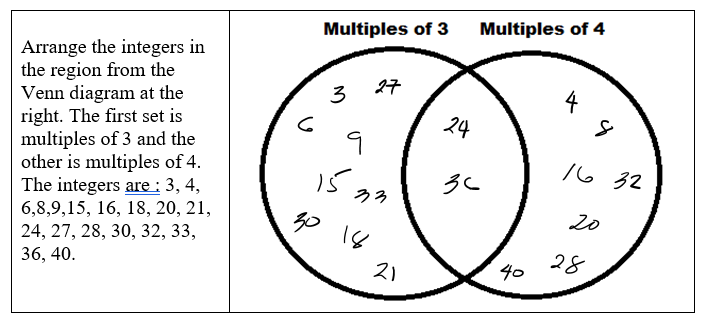 Arrange the integers in
the region from the
Venn diagram at the
right. The first set is
multiples of 3 and the
other is multiples of 4.
The integers are : 3, 4,
6,8,9,15, 16, 18, 20, 21,
24, 27, 28, 30, 32, 33,
36, 40.
Multiples of 3 Multiples of 4
3 27
6
9
15 33
30 18
21
24
36
4
8
16 32
20
40 28